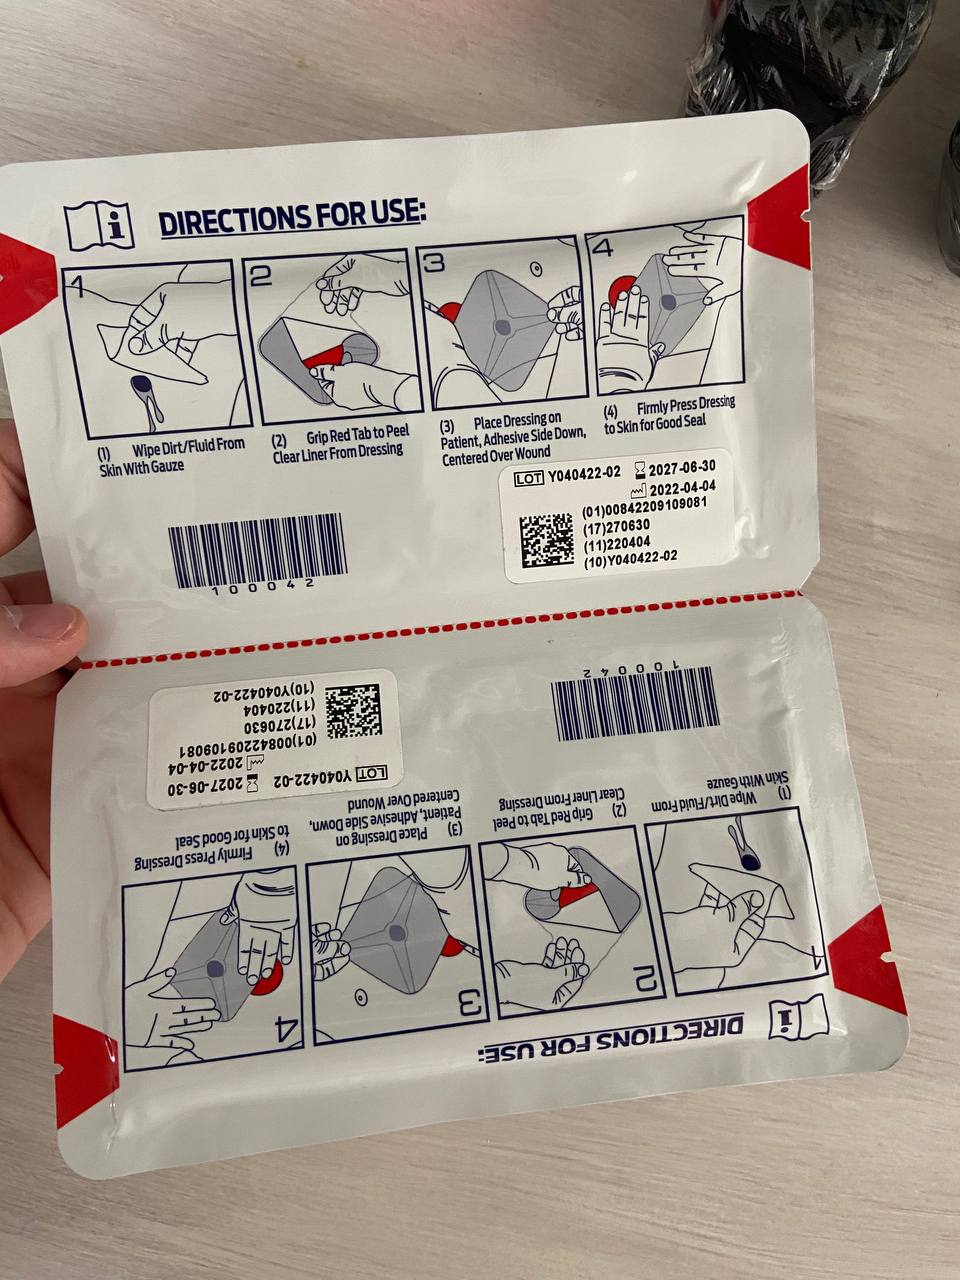 DIRECTIONS FOR USE:
1
2
3
4
(1) Wipe Dirt/Fluid From
Skin With Gauze
(2) Grip Red Tab to Peel
Clear Liner From Dressing
(3) Place Dressing on
Patient, Adhesive Side Down,
Centered Over Wound
(4) Firmly Press Dressing
to Skin for Good Seal
LOT Y040422-02 2027-06-30
2022-04-04
(01)00842209109081
(17)270630
(11)220404
(10)Y040422-02
100042
100042
LOT Y040422-02 2027-06-30
2022-04-04
(01)00842209109081
(17)270630
(11)220404
(10)Y040422-02
DIRECTIONS FOR USE:
1
2
3
4
(1) Wipe Dirt/Fluid From
Skin With Gauze
(2) Grip Red Tab to Peel
Clear Liner From Dressing
(3) Place Dressing on
Patient, Adhesive Side Down,
Centered Over Wound
(4) Firmly Press Dressing
to Skin for Good Seal